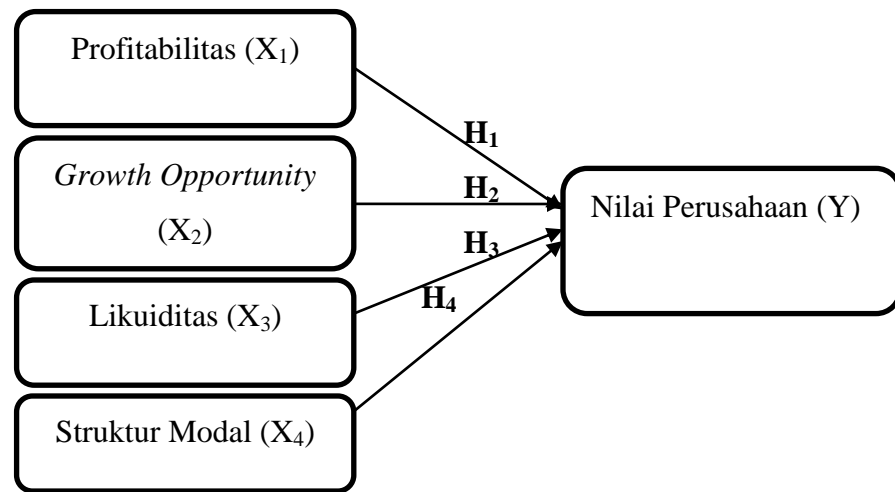 Profitabilitas (X₁)
H₁
Growth Opportunity
(X₂)
H₂
Nilai Perusahaan (Y)
H₃
Likuiditas (X₃)
H₄
Struktur Modal (X₄)